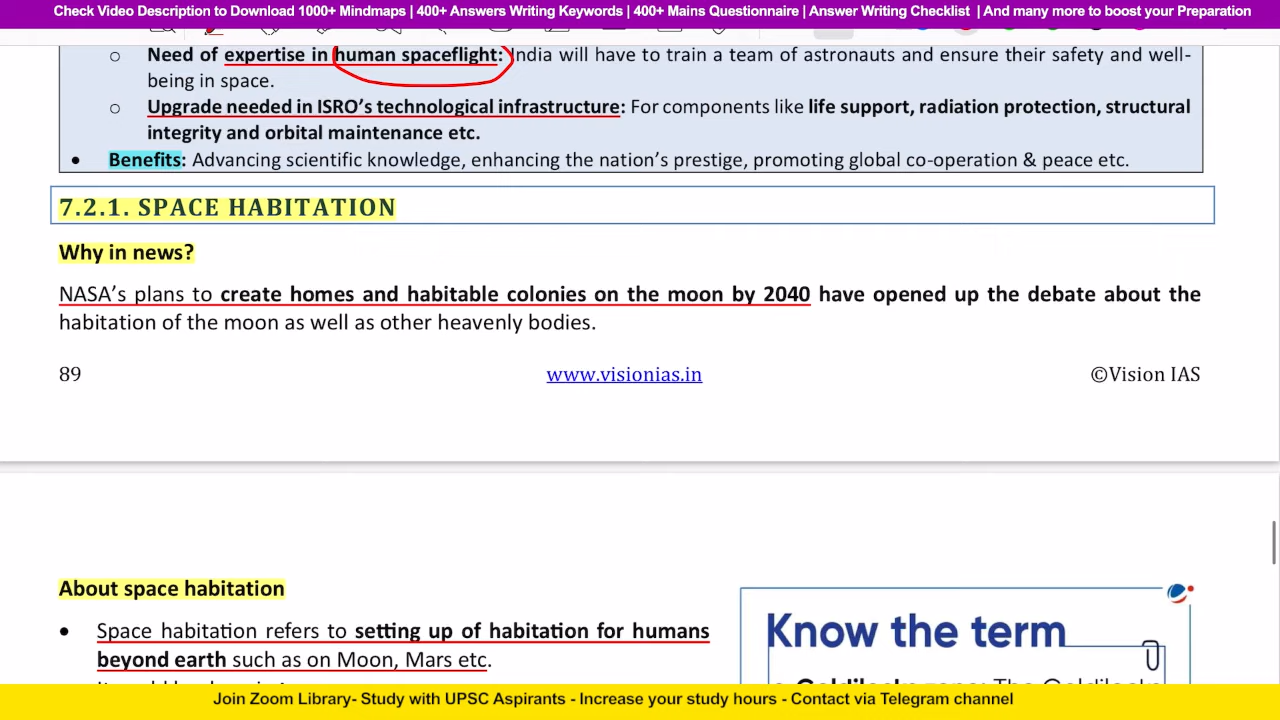 Check Video Description to Download 1000+ Mindmaps | 400+ Answers Writing Keywords | 400+ Mains Questionnaire | Answer Writing Checklist | And many more to boost your Preparation
○ Need of expertise in human spaceflight: India will have to train a team of astronauts and ensure their safety and well-
being in space.
○ Upgrade needed in ISRO's technological infrastructure: For components like life support, radiation protection, structural
integrity and orbital maintenance etc.
• Benefits: Advancing scientific knowledge, enhancing the nation's prestige, promoting global co-operation & peace etc.
7.2.1. SPACE HABITATION
Why in news?
NASA's plans to create homes and habitable colonies on the moon by 2040 have opened up the debate about the
habitation of the moon as well as other heavenly bodies.
89 www.visionias.in ©Vision IAS
About space habitation
• Space habitation refers to setting up of habitation for humans
beyond earth such as on Moon, Mars etc.
Know the term
Join Zoom Library- Study with UPSC Aspirants - Increase your study hours - Contact via Telegram channel